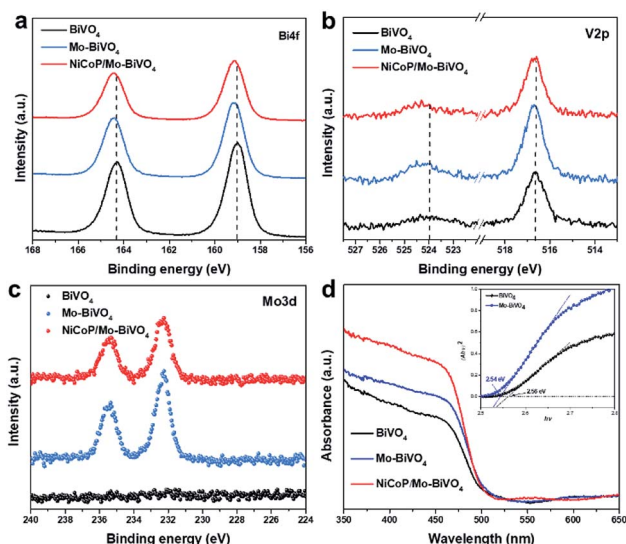 a
BiVO₄
Mo-BiVO₄
NiCoP/Mo-BiVO₄
Bi4f
Intensity (a.u.)
168 166 164 162 160 158 156
Binding energy (eV)
b
BiVO₄
Mo-BiVO₄
NiCoP/Mo-BiVO₄
V2p
Intensity (a.u.)
527 526 524 523 518 516 514
Binding energy (eV)
c
BiVO₄
Mo-BiVO₄
NiCoP/Mo-BiVO₄
Mo3d
Intensity (a.u.)
240 238 236 234 232 230 228 226 224
Binding energy (eV)
d
BiVO₄
Mo-BiVO₄
NiCoP/Mo-BiVO₄
Absorbance (a.u.)
350 400 450 500 550 600 650
Wavelength (nm)
BiVO₄
Mo-BiVO₄
2.54 eV
2.56 eV
hv